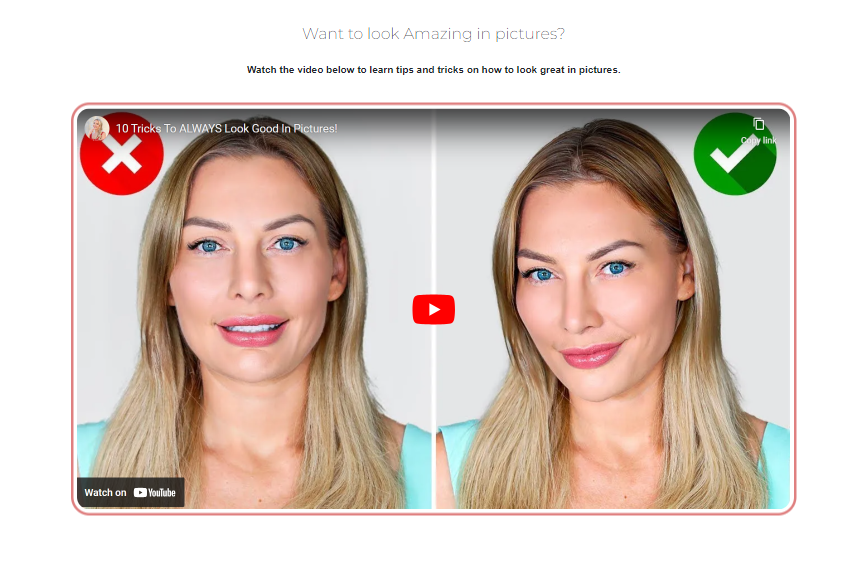 Want to look Amazing in pictures?
Watch the video below to learn tips and tricks on how to look great in pictures.
10 Tricks To ALWAYS Look Good In Pictures!
Copy link
Watch on YouTube